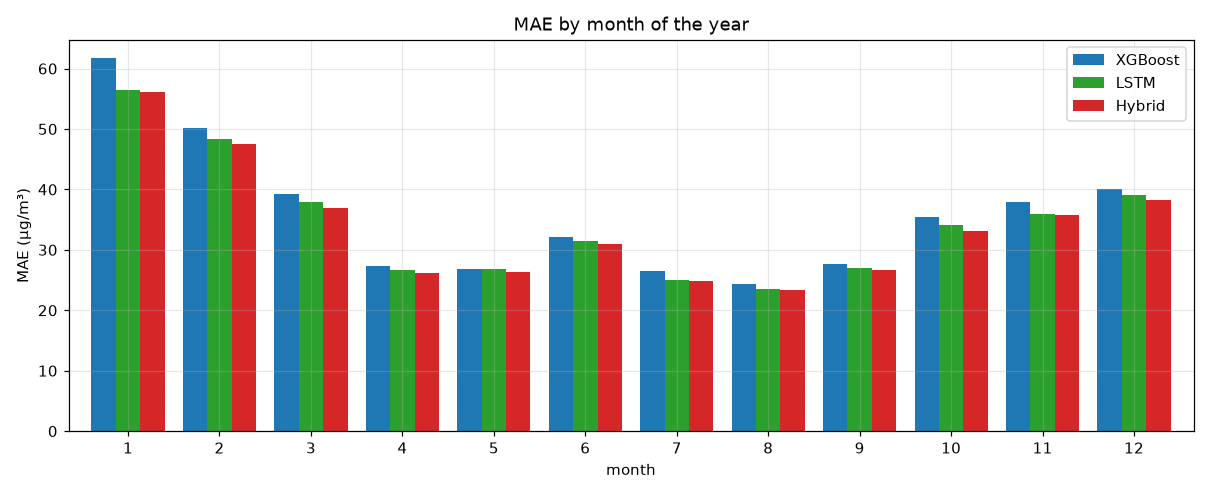 MAE by month of the year
XGBoost
LSTM
Hybrid
MAE (µg/m³)
60
50
40
30
20
10
0
1 2 3 4 5 6 7 8 9 10 11 12
month